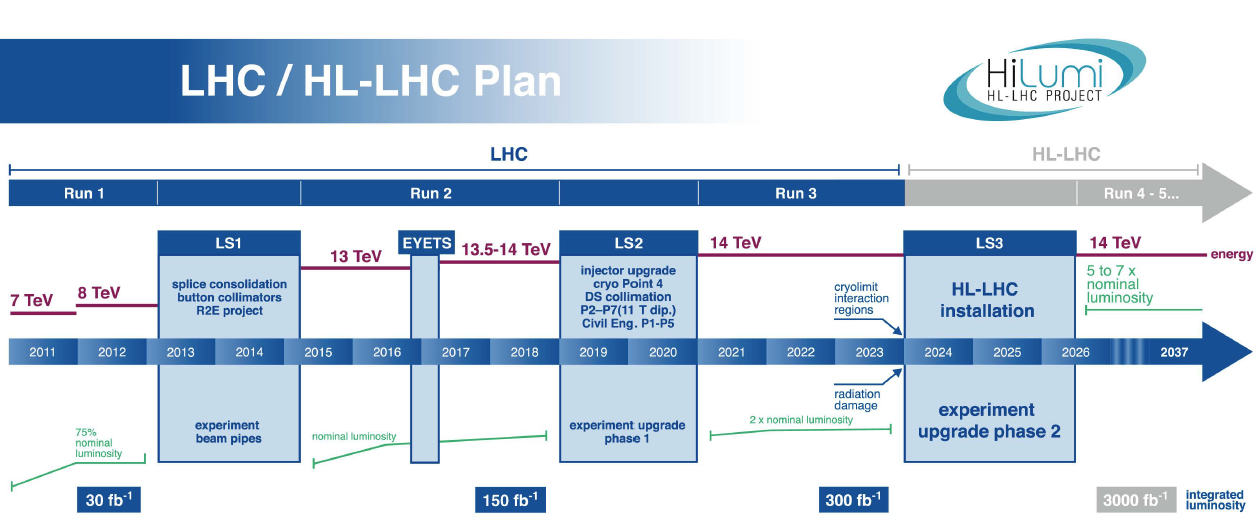 LHC / HL-LHC Plan
HiLumi
HL-LHC PROJECT
LHC
HL-LHC
Run 1
Run 2
Run 3
Run 4 - 5...
LS1
EYETS
LS2
LS3
7 TeV
8 TeV
13 TeV
13.5-14 TeV
14 TeV
14 TeV
energy
splice consolidation
button collimators
R2E project
injector upgrade
cryo Point 4
DS collimation
P2–P7(11 T dip.)
Civil Eng. P1-P5
cryolimit
interaction
regions
HL-LHC
installation
5 to 7 x
nominal
luminosity
2011
2012
2013
2014
2015
2016
2017
2018
2019
2020
2021
2022
2023
2024
2025
2026
2037
75%
nominal
luminosity
experiment
beam pipes
nominal luminosity
experiment upgrade
phase 1
2 x nominal luminosity
radiation
damage
experiment
upgrade phase 2
30 fb-1
150 fb-1
300 fb-1
3000 fb-1
integrated
luminosity